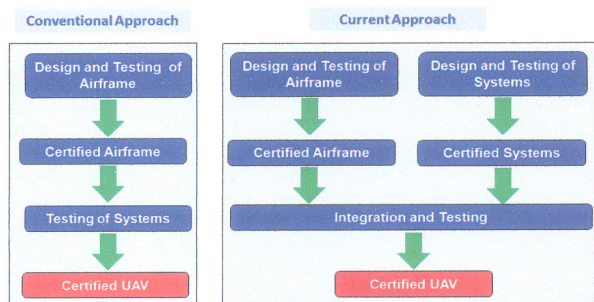 Conventional Approach
Design and Testing of
Airframe
Certified Airframe
Testing of Systems
Certified UAV
Current Approach
Design and Testing of
Airframe
Design and Testing of
Systems
Certified Airframe
Certified Systems
Integration and Testing
Certified UAV